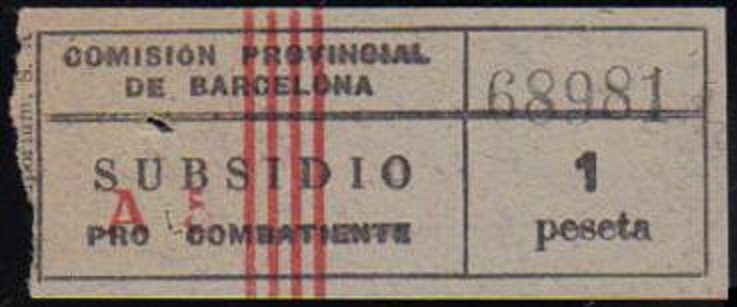 COMISIÓN PROVINCIAL
DE BARCELONA
68981
SUBSIDIO
A
PRO COMBATIENTE
1
peseta